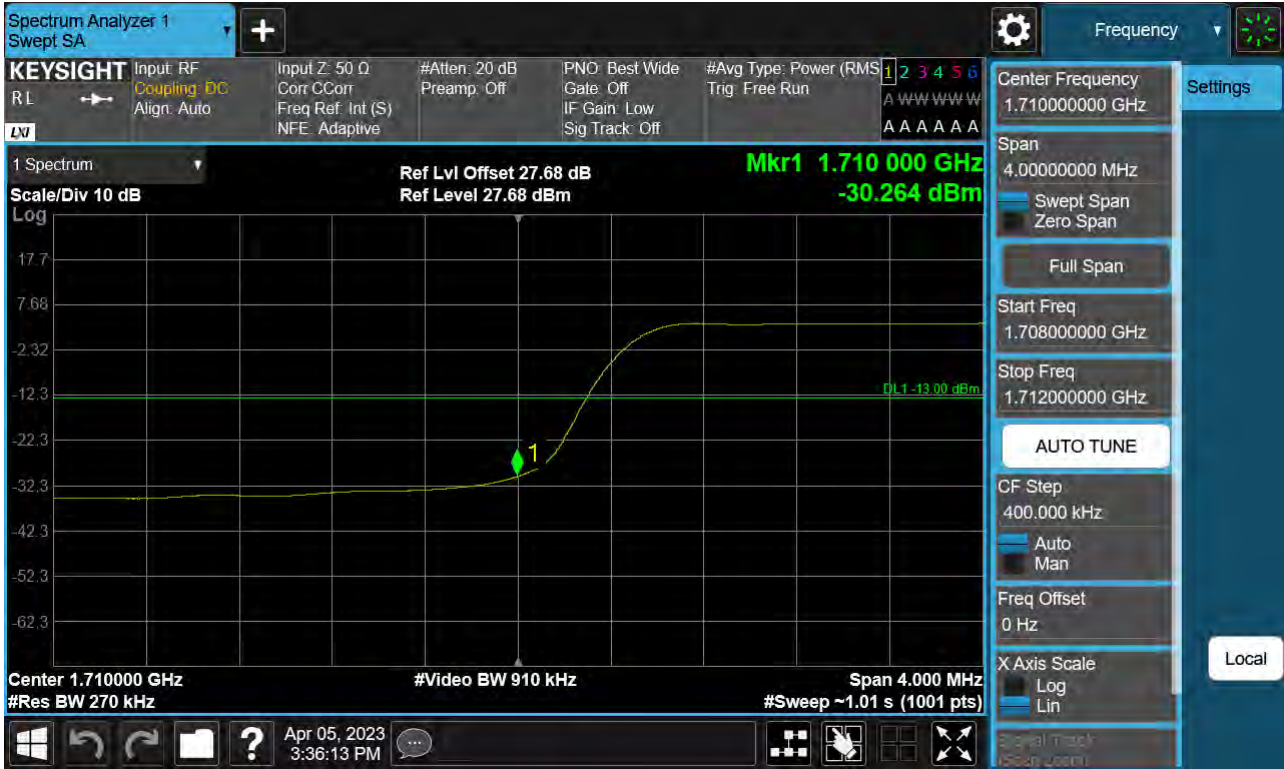 Spectrum Analyzer 1
Swept SA
Frequency
KEYSIGHT
RL
LXI
Input: RF
Coupling: DC
Align: Auto
Input Z: 50 Ω
Corr CCorr
Freq Ref: Int (S)
NFE: Adaptive
#Atten: 20 dB
Preamp: Off
PNO: Best Wide
Gate: Off
IF Gain: Low
Sig Track: Off
#Avg Type: Power (RMS
Trig: Free Run
1 2 3 4 5 6
A W W W W W
A A A A A A
Center Frequency
1.710000000 GHz
Settings
Span
4.00000000 MHz
Swept Span
Zero Span
Full Span
Start Freq
1.708000000 GHz
Stop Freq
1.712000000 GHz
AUTO TUNE
CF Step
400.000 kHz
Auto
Man
Freq Offset
0 Hz
X Axis Scale
Log
Lin
Local
1 Spectrum
Scale/Div 10 dB
Log
Ref Lvl Offset 27.68 dB
Ref Level 27.68 dBm
Mkr1 1.710 000 GHz
-30.264 dBm
17.7
7.68
-2.32
-12.3
DL1 -13.00 dBm
-22.3
1
-32.3
-42.3
-52.3
-62.3
Center 1.710000 GHz
#Video BW 910 kHz
Span 4.000 MHz
#Res BW 270 kHz
#Sweep ~1.01 s (1001 pts)
?
Apr 05, 2023
3:36:13 PM